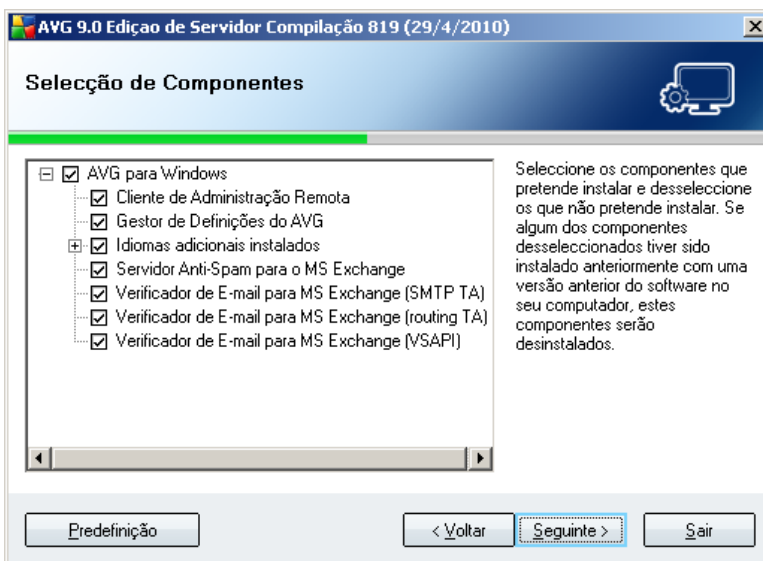 AVG 9.0 Ediçao de Servidor Compilação 819 (29/4/2010)
Selecção de Componentes
AVG para Windows
Cliente de Administração Remota
Gestor de Definições do AVG
Idiomas adicionais instalados
Servidor Anti-Spam para o MS Exchange
Verificador de E-mail para MS Exchange (SMTP TA)
Verificador de E-mail para MS Exchange (routing TA)
Verificador de E-mail para MS Exchange (VSAPI)
Seleccione os componentes que
pretende instalar e desseleccione
os que não pretende instalar. Se
algum dos componentes
desseleccionados tiver sido
instalado anteriormente com uma
versão anterior do software no
seu computador, estes
componentes serão
desinstalados.
Predefinição
< Voltar
Seguinte >
Sair